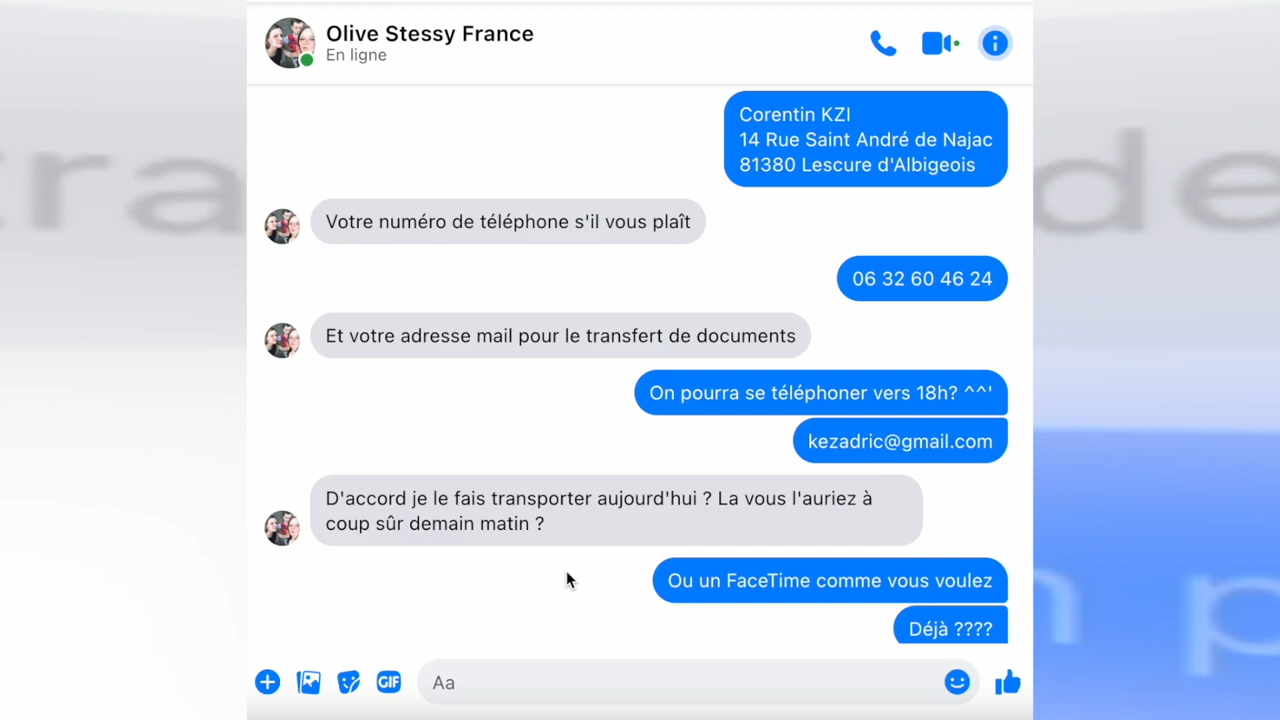 Olive Stessy France
En ligne
Corentin KZI
14 Rue Saint André de Najac
81380 Lescure d'Albigeois
Votre numéro de téléphone s'il vous plaît
06 32 60 46 24
Et votre adresse mail pour le transfert de documents
On pourra se téléphoner vers 18h? ^^'
kezadric@gmail.com
D'accord je le fais transporter aujourd'hui ? La vous l'auriez à
coup sûr demain matin ?
Ou un FaceTime comme vous voulez
Déjà ????
GIF
Aa